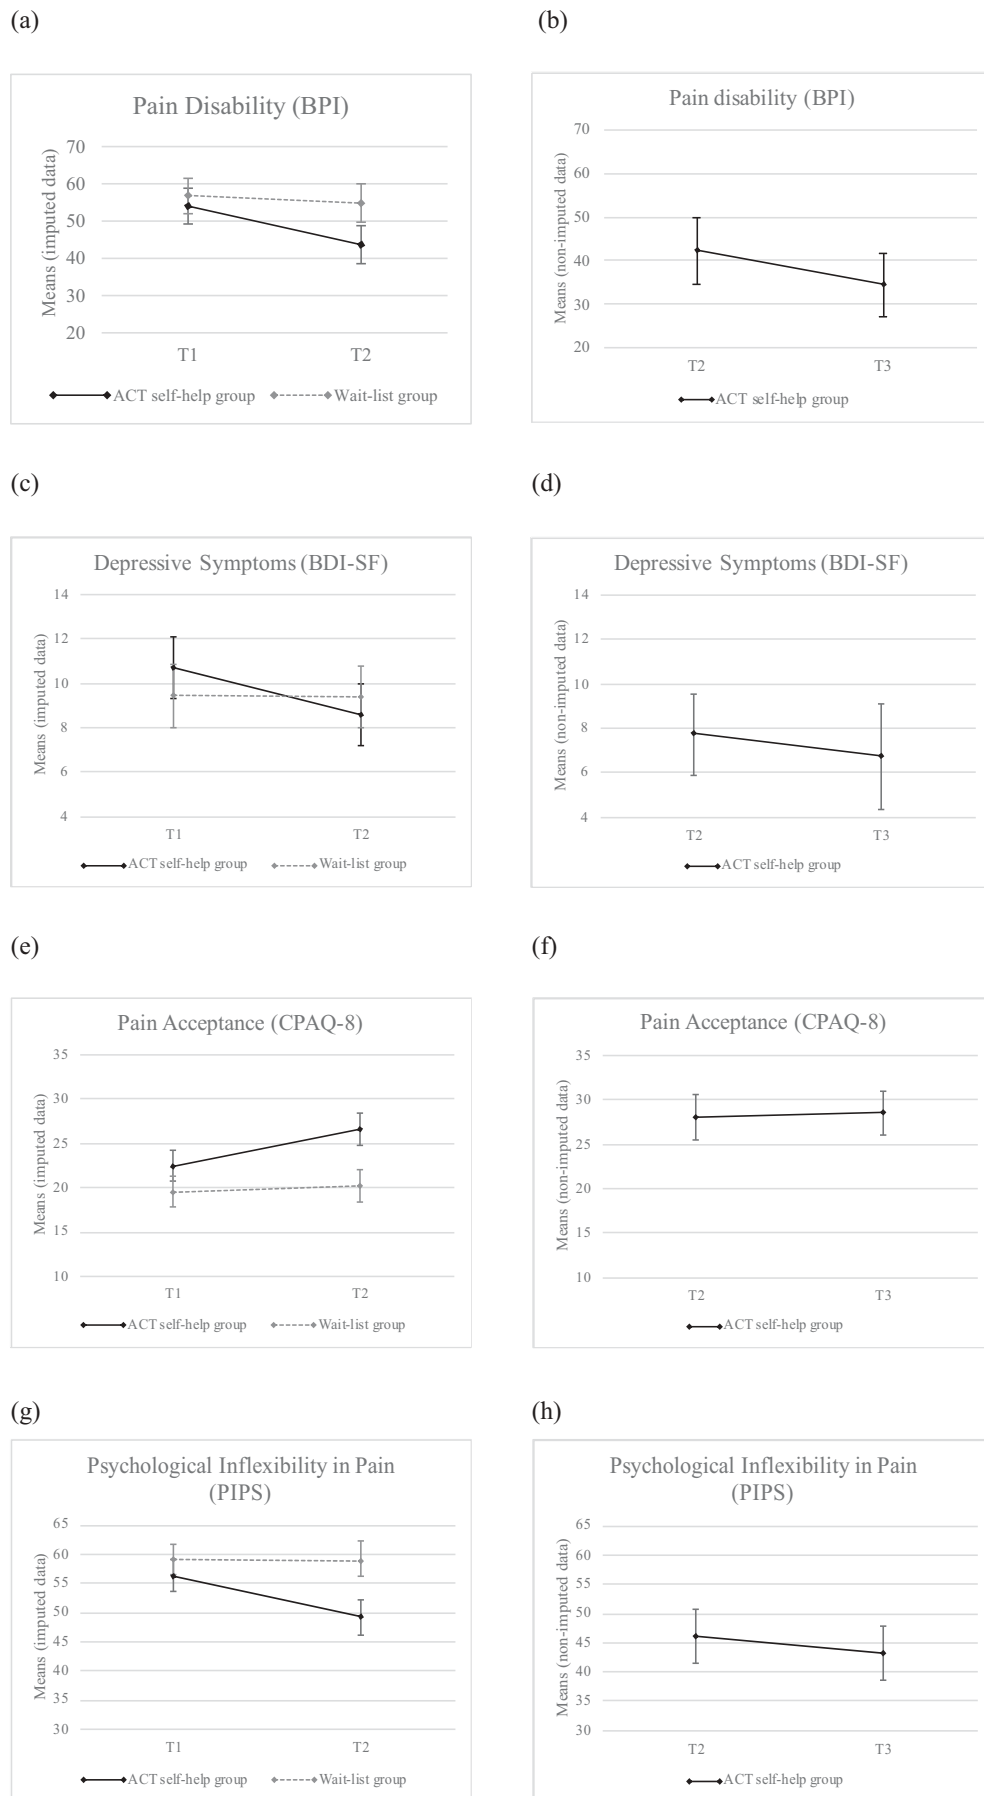 (a)
Pain Disability (BPI)
Means (imputed data)
70
60
50
40
30
20
T1 T2
ACT self-help group Wait-list group
(b)
Pain disability (BPI)
Means (non-imputed data)
70
60
50
40
30
20
T2 T3
ACT self-help group
(c)
Depressive Symptoms (BDI-SF)
Means (imputed data)
14
12
10
8
6
4
T1 T2
ACT self-help group Wait-list group
(d)
Depressive Symptoms (BDI-SF)
Means (non-imputed data)
14
12
10
8
6
4
T2 T3
ACT self-help group
(e)
Pain Acceptance (CPAQ-8)
Means (imputed data)
35
30
25
20
15
10
T1 T2
ACT self-help group Wait-list group
(f)
Pain Acceptance (CPAQ-8)
Means (non-imputed data)
35
30
25
20
15
10
T2 T3
ACT self-help group
(g)
Psychological Inflexibility in Pain
(PIPS)
Means (imputed data)
65
60
55
50
45
40
35
30
T1 T2
ACT self-help group Wait-list group
(h)
Psychological Inflexibility in Pain
(PIPS)
Means (non-imputed data)
65
60
55
50
45
40
35
30
T2 T3
ACT self-help group